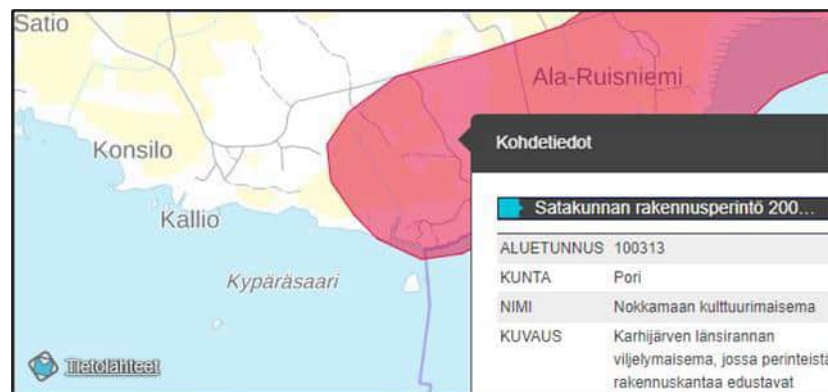 Satio
Ala-Ruisniemi
Konsilo
Kallio
Kypäräsaari
Tietolähteet
Kohdetiedot
Satakunnan rakennusperintö 200...
ALUETUNNUS 100313
KUNTA Pori
NIMI Nokkamaan kulttuurimaisema
KUVAUS Karhijärven länsirannan
viljelymaisema, jossa perinteistä
rakennuskantaa edustavat